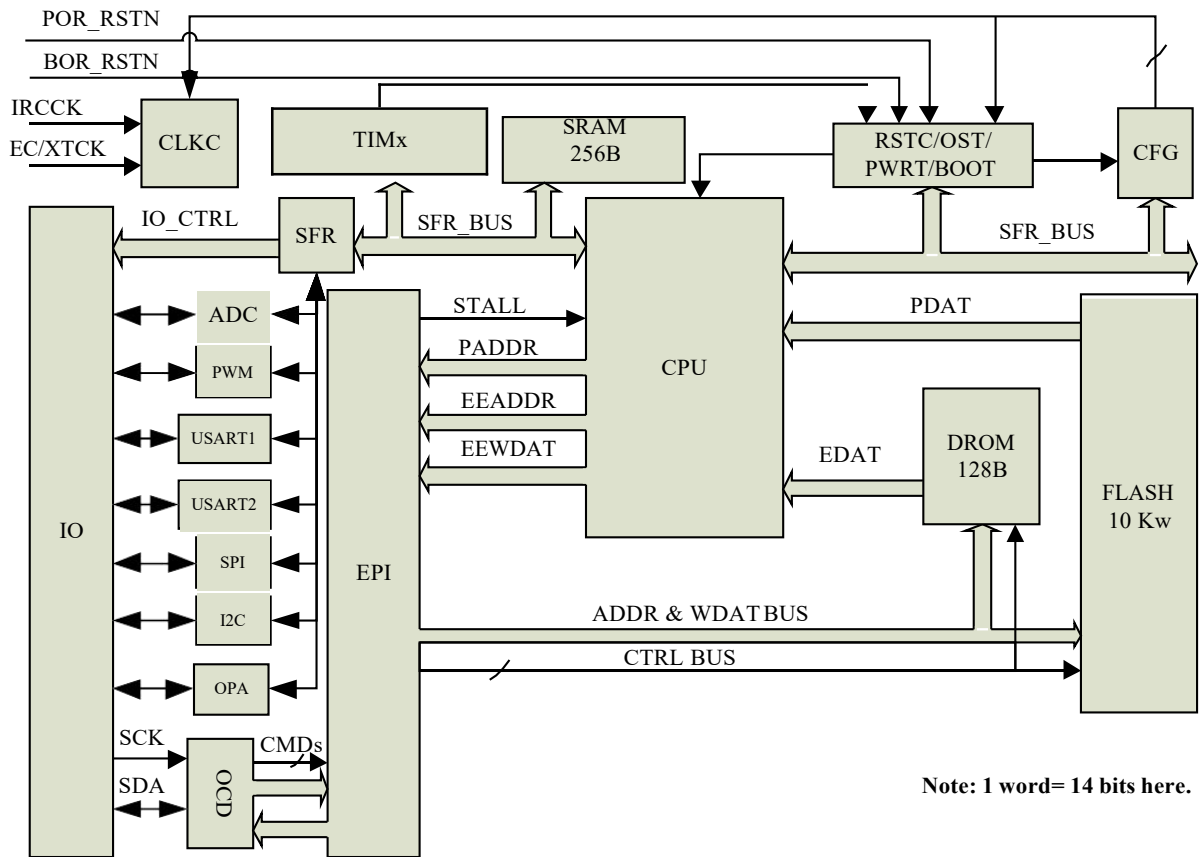 POR_RSTN
BOR_RSTN
IRCCK
EC/XTCK
CLKC
TIMx
SRAM
256B
RSTC/OST/
PWRT/BOOT
CFG
IO_CTRL
SFR
SFR_BUS
SFR_BUS
IO
ADC
PWM
USART1
USART2
SPI
I2C
OPA
SCK
SDA
OCD
CMDs
EPI
STALL
PADDR
EEADDR
EEWDAT
CPU
PDAT
EDAT
DROM
128B
FLASH
10 Kw
ADDR & WDAT BUS
CTRL BUS
Note: 1 word= 14 bits here.